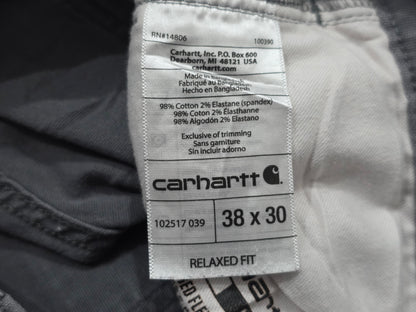 RN#14806 100390
Carhartt, Inc. P.O. Box 600
Dearborn, MI 48121 USA
carhartt.com
Made in Bangladesh
Fabriqué au Bangladesh
Hecho en Bangladesh
98% Cotton 2% Elastane (spandex)
98% Coton 2% Élasthanne
98% Algodón 2% Elastano
Exclusive of trimming
Sans garniture
Sin incluir adorno
carhartt
102517 039 38 x 30
RELAXED FIT